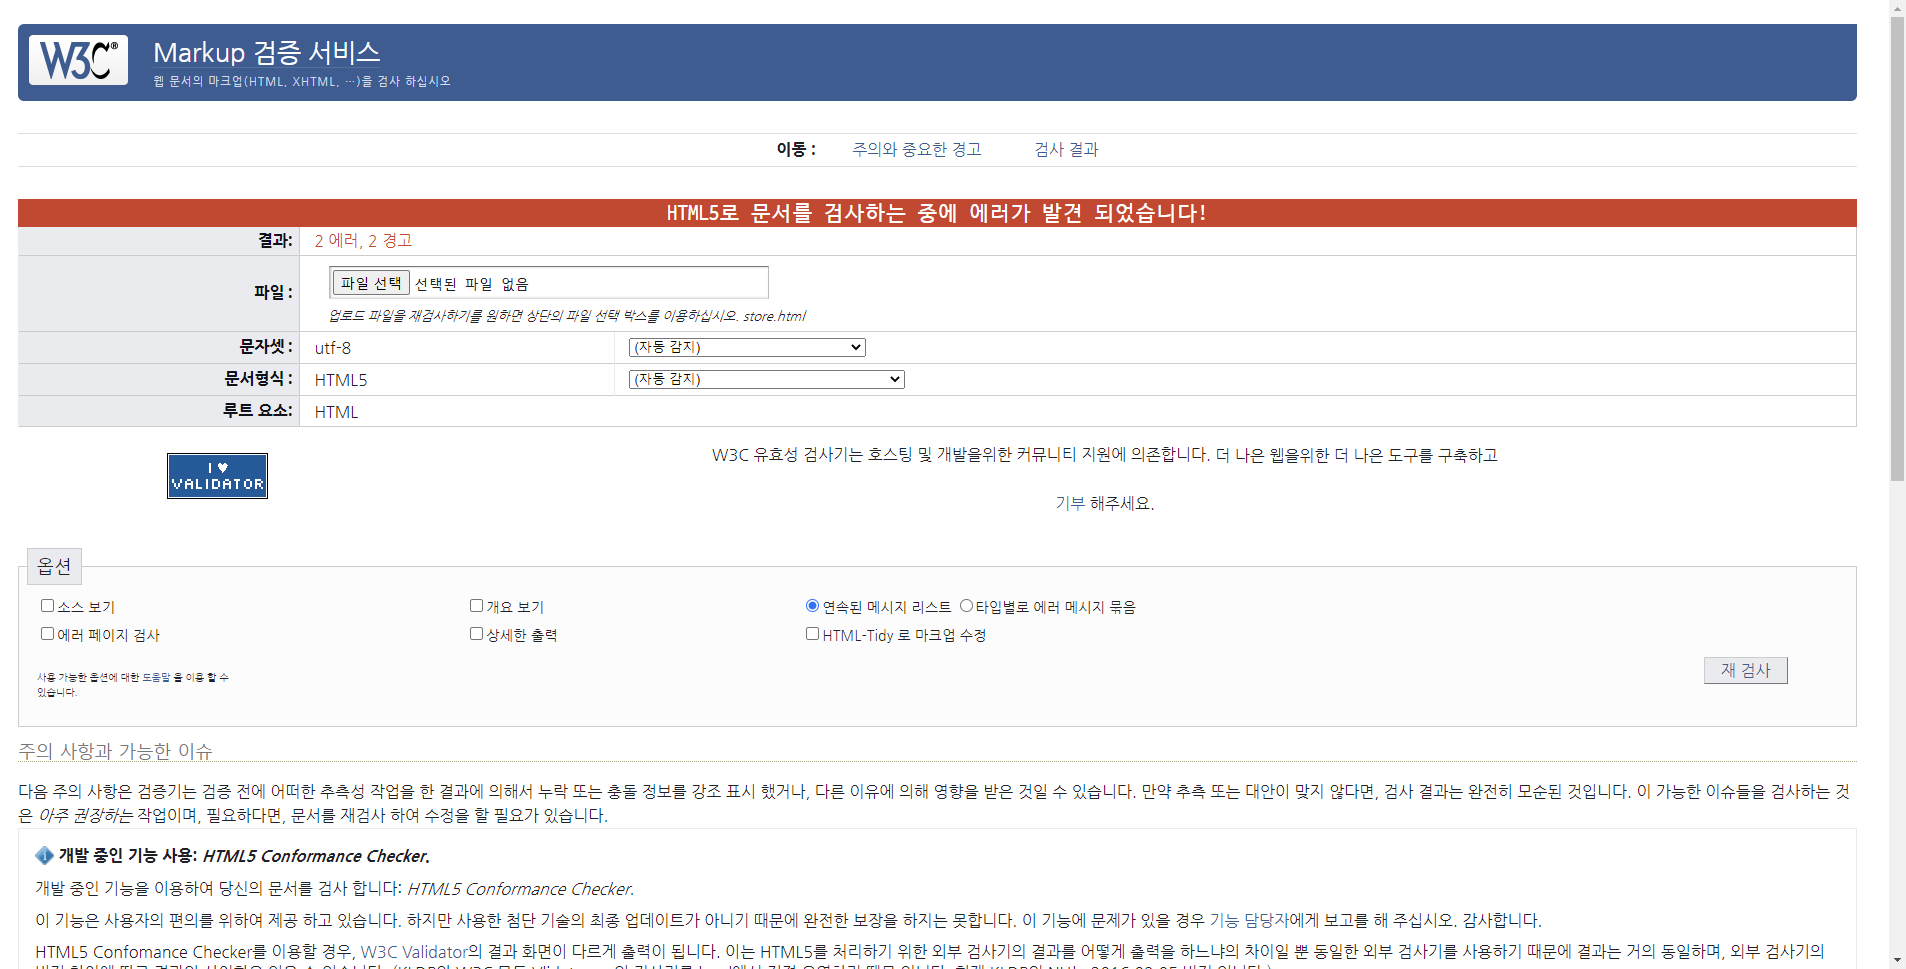 W3C®
Markup 검증 서비스
웹 문서의 마크업(HTML, XHTML, …)을 검사 하십시오
이동 : 주의와 중요한 경고 검사 결과
HTML5로 문서를 검사하는 중에 에러가 발견 되었습니다!
결과: 2 에러, 2 경고
파일 : 파일 선택 선택된 파일 없음
업로드 파일을 재검사하기를 원하면 상단의 파일 선택 박스를 이용하십시오. store.html
문자셋 : utf-8 (자동 감지)
문서형식 : HTML5 (자동 감지)
루트 요소: HTML
I ♥
VALIDATOR
W3C 유효성 검사기는 호스팅 및 개발을위한 커뮤니티 지원에 의존합니다. 더 나은 웹을위한 더 나은 도구를 구축하고
기부 해주세요.
옵션
소스 보기 개요 보기 연속된 메시지 리스트 타입별로 에러 메시지 묶음
에러 페이지 검사 상세한 출력 HTML-Tidy 로 마크업 수정
사용 가능한 옵션에 대한 도움말 을 이용 할 수
있습니다.
재 검사
주의 사항과 가능한 이슈
다음 주의 사항은 검증기는 검증 전에 어떠한 추측성 작업을 한 결과에 의해서 누락 또는 충돌 정보를 강조 표시 했거나, 다른 이유에 의해 영향을 받은 것일 수 있습니다. 만약 추측 또는 대안이 맞지 않다면, 검사 결과는 완전히 모순된 것입니다. 이 가능한 이슈들을 검사하는 것
은 아주 권장하는 작업이며, 필요하다면, 문서를 재검사 하여 수정을 할 필요가 있습니다.
개발 중인 기능 사용: HTML5 Conformance Checker.
개발 중인 기능을 이용하여 당신의 문서를 검사 합니다: HTML5 Conformance Checker.
이 기능은 사용자의 편의를 위하여 제공 하고 있습니다. 하지만 사용한 첨단 기술의 최종 업데이트가 아니기 때문에 완전한 보장을 하지는 못합니다. 이 기능에 문제가 있을 경우 기능 담당자에게 보고를 해 주십시오. 감사합니다.
HTML5 Confomance Checker를 이용할 경우, W3C Validator의 결과 화면이 다르게 출력이 됩니다. 이는 HTML5를 처리하기 위한 외부 검사기의 결과를 어떻게 출력을 하느냐의 차이일 뿐 동일한 외부 검사기를 사용하기 때문에 결과는 거의 동일하며, 외부 검사기의